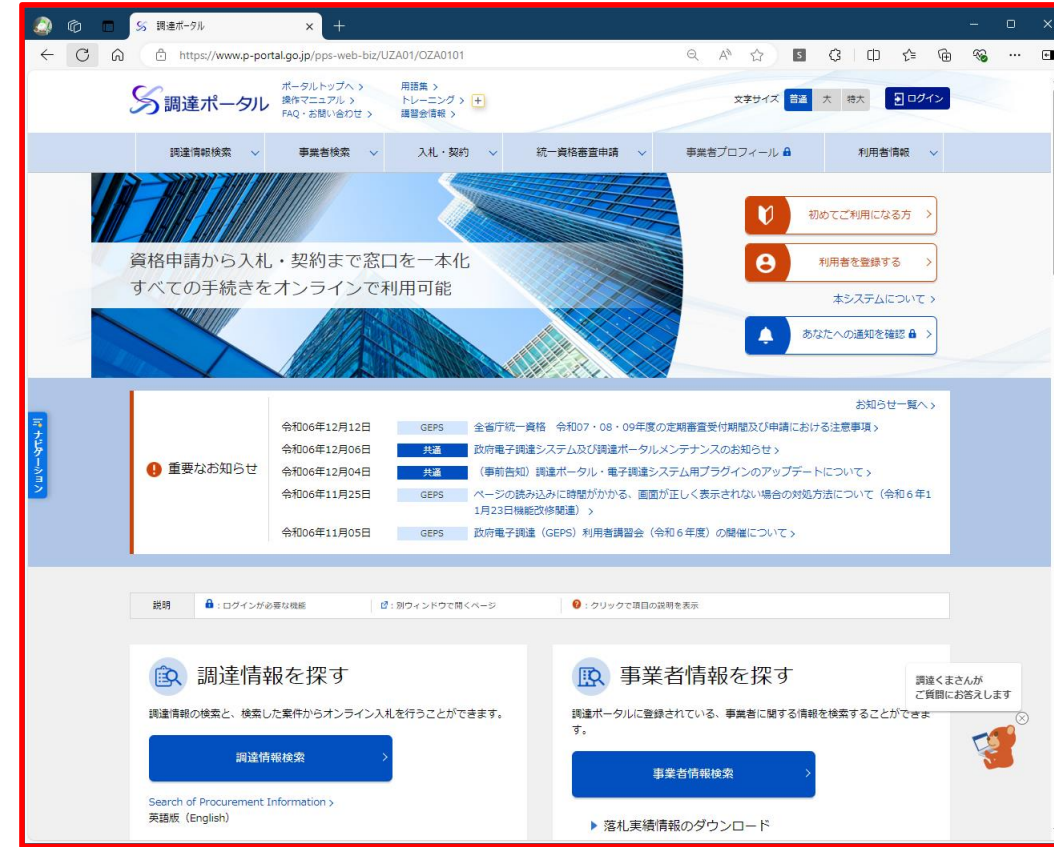 調達ポータル
https://www.p-portal.go.jp/pps-web-biz/UZA01/OZA0101
調達ポータル
ポータルトップへ
操作マニュアル
FAQ・お問い合わせ
用語集
トレーニング
講習会情報
文字サイズ 普通 大 特大 ログイン
調達情報検索 事業者検索 入札・契約 統一資格審査申請 事業者プロフィール 利用者情報
資格申請から入札・契約まで窓口を一本化
すべての手続きをオンラインで利用可能
初めてご利用になる方
利用者を登録する
本システムについて
あなたへの通知を確認
ナビゲーション
お知らせ一覧へ
重要なお知らせ
令和06年12月12日 GEPS 全省庁統一資格 令和07・08・09年度の定期審査受付期間及び申請における注意事項
令和06年12月06日 共通 政府電子調達システム及び調達ポータルメンテナンスのお知らせ
令和06年12月04日 共通 (事前告知)調達ポータル・電子調達システム用プラグインのアップデートについて
令和06年11月25日 GEPS ページの読み込みに時間がかかる、画面が正しく表示されない場合の対処方法について(令和6年1
1月23日機能改修関連)
令和06年11月05日 GEPS 政府電子調達(GEPS)利用者講習会(令和6年度)の開催について
説明 :ログインが必要な機能 :別ウィンドウで開くページ :クリックで項目の説明を表示
調達情報を探す
調達情報の検索と、検索した案件からオンライン入札を行うことができます。
調達情報検索
Search of Procurement Information
英語版(English)
事業者情報を探す
調達ポータルに登録されている、事業者に関する情報を検索することができま
す。
事業者情報検索
落札実績情報のダウンロード
調達くまさんが
ご質問にお答えします